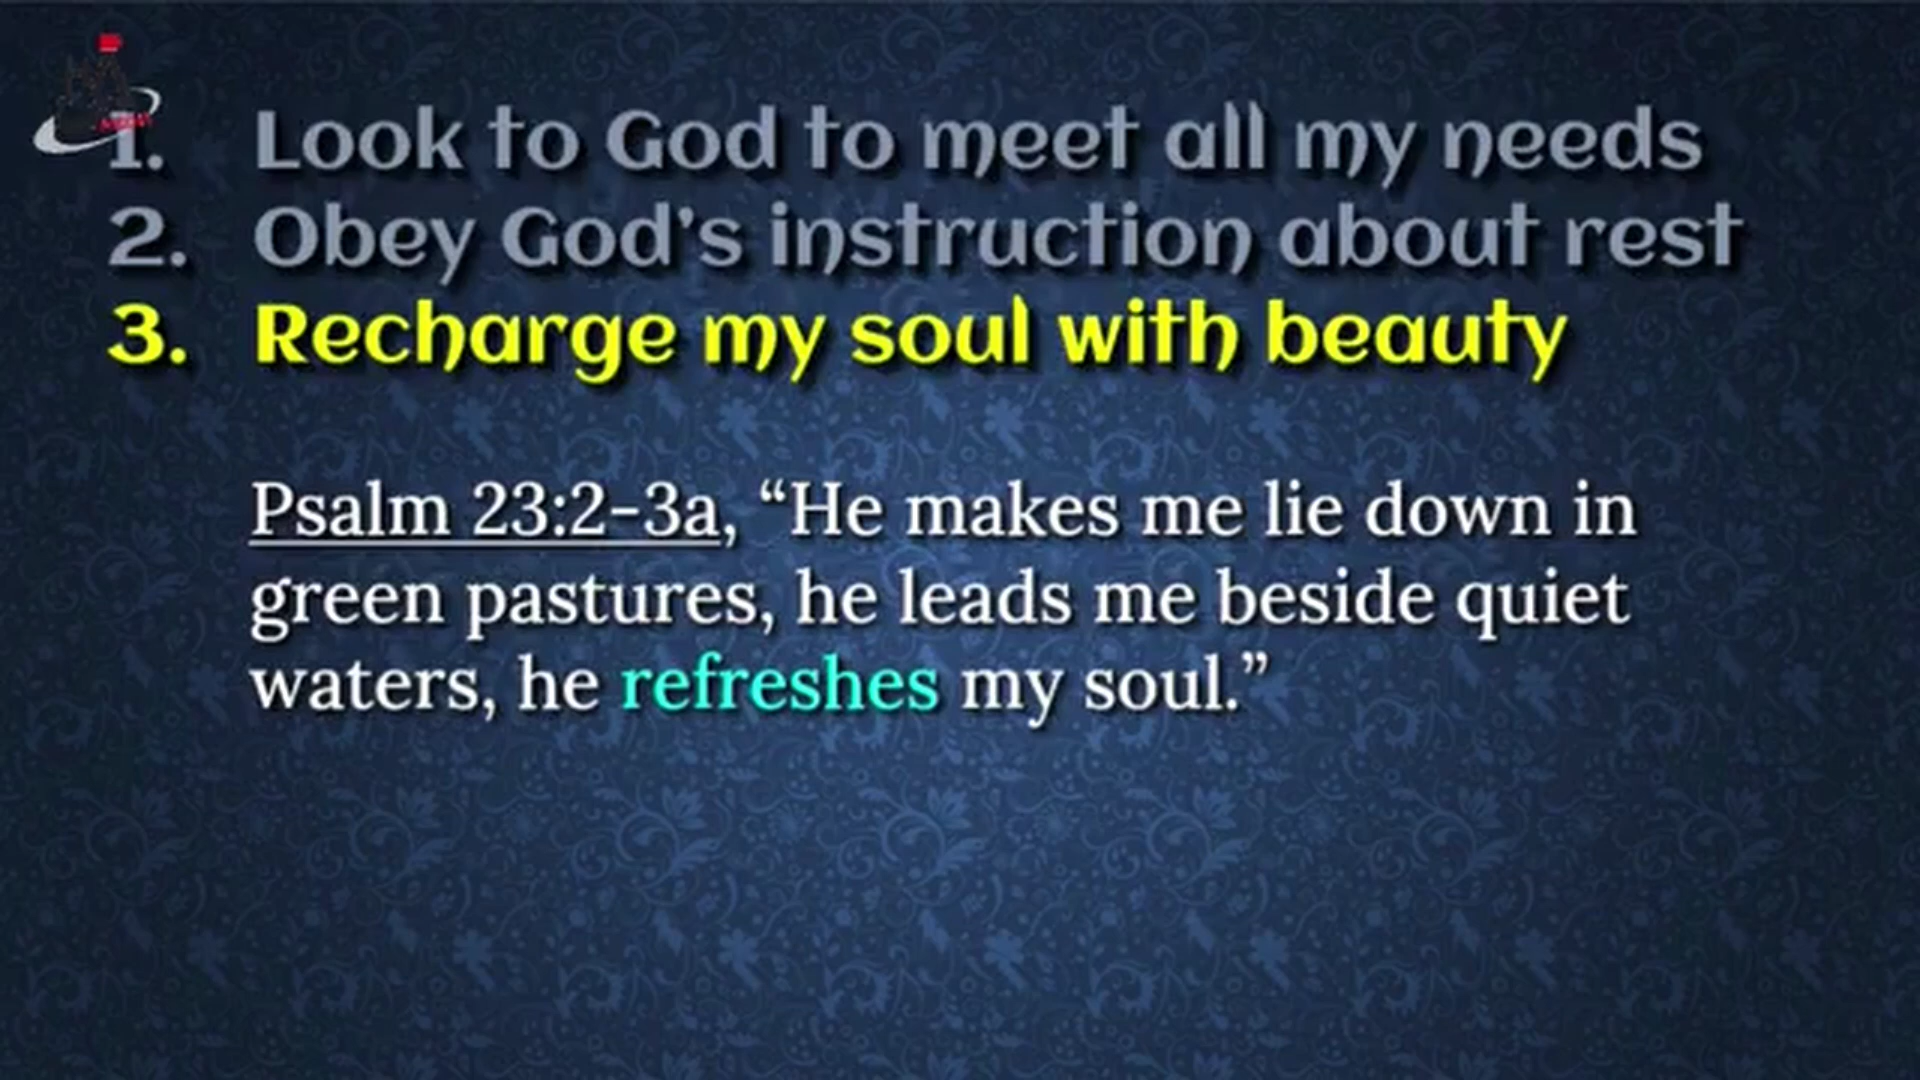 1. Look to God to meet all my needs
2. Obey God's instruction about rest
3. Recharge my soul with beauty
Psalm 23:2-3a, “He makes me lie down in
green pastures, he leads me beside quiet
waters, he refreshes my soul.”